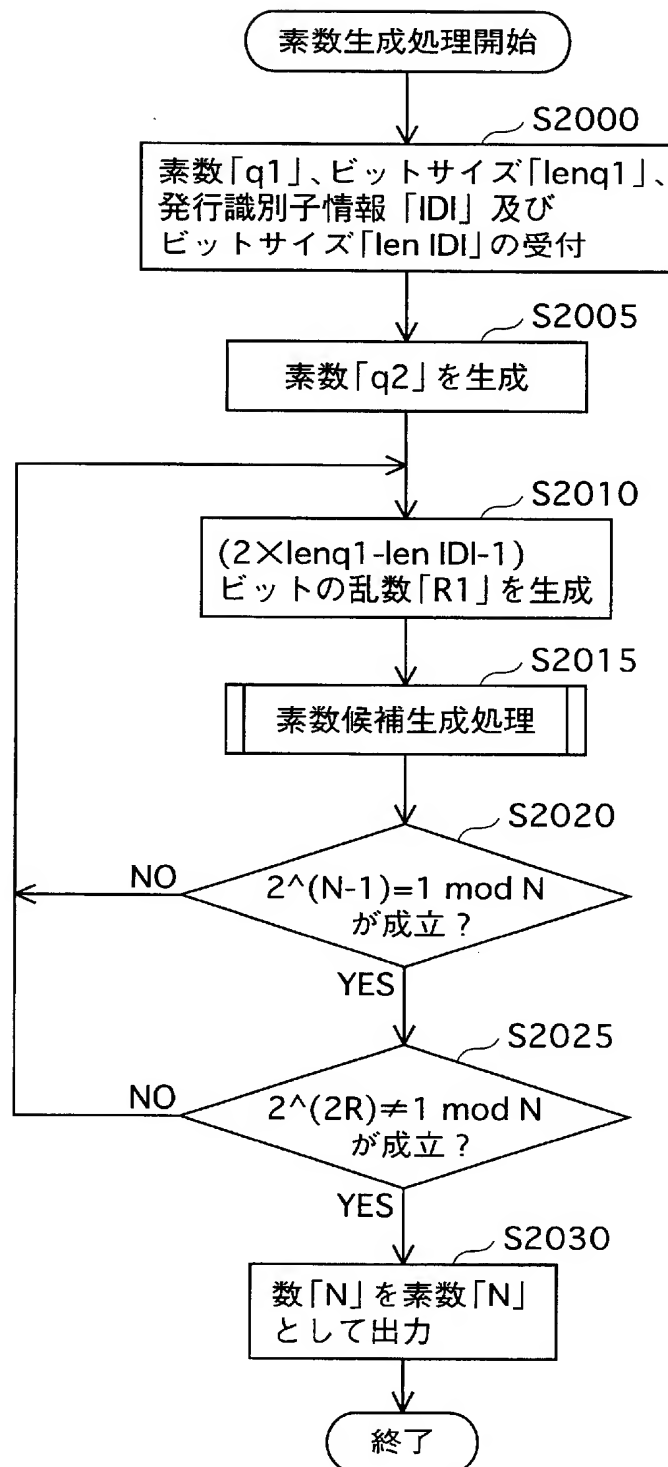 素数生成処理開始
S2000
素数「q1」、ビットサイズ「lenq1」、
発行識別子情報「IDI」及び
ビットサイズ「len IDI」の受付
S2005
素数「q2」を生成
S2010
(2×lenq1-len IDI-1)
ビットの乱数「R1」を生成
S2015
素数候補生成処理
S2020
NO
2^(N-1)=1 mod N
が成立？
YES
S2025
NO
2^(2R)≠1 mod N
が成立？
YES
S2030
数「N」を素数「N」
として出力
終了